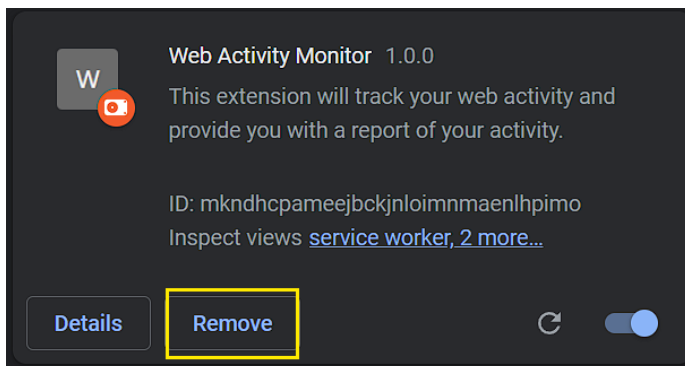 W
Web Activity Monitor 1.0.0
This extension will track your web activity and
provide you with a report of your activity.
ID: mkndhcpameejbckjnloimnmaenlhpimo
Inspect views service worker, 2 more...
Details
Remove